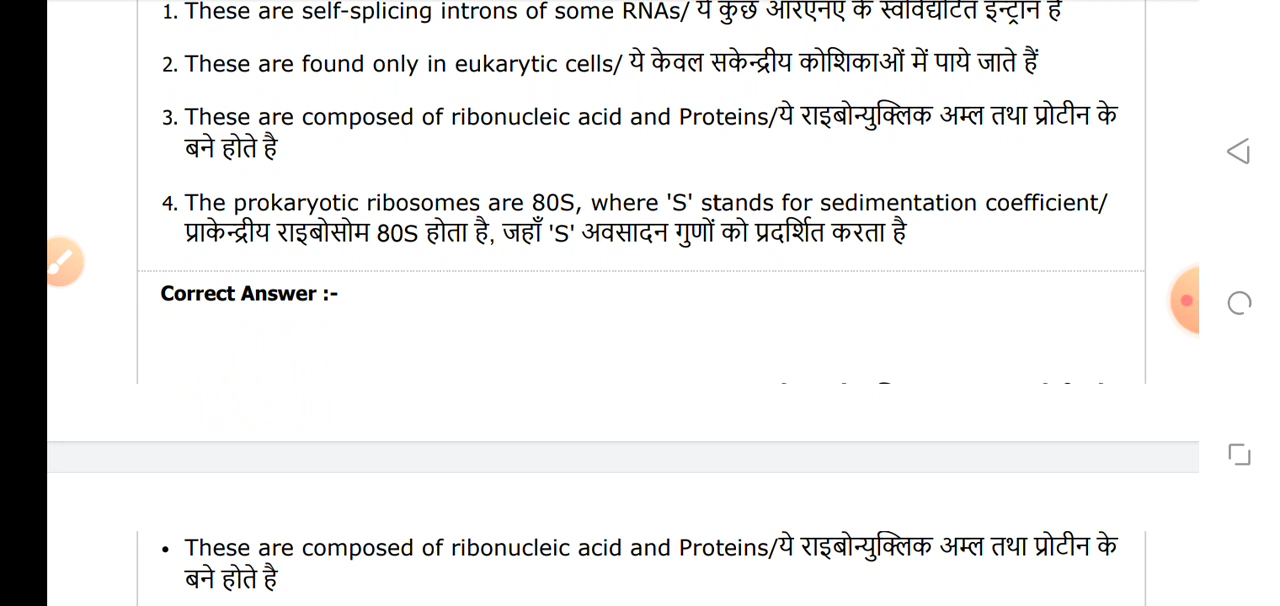 1. These are self-splicing introns of some RNAs/ ये कुछ आरएनए के स्वविघटित इन्ट्रॉन हैं
2. These are found only in eukarytic cells/ ये केवल सकेन्द्रीय कोशिकाओं में पाये जाते हैं
3. These are composed of ribonucleic acid and Proteins/ये राइबोन्युक्लिक अम्ल तथा प्रोटीन के
बने होते है
4. The prokaryotic ribosomes are 80S, where 'S' stands for sedimentation coefficient/
प्राकेन्द्रीय राइबोसोम 80S होता है, जहाँ 'S' अवसादन गुणों को प्रदर्शित करता है
Correct Answer :-
• These are composed of ribonucleic acid and Proteins/ये राइबोन्युक्लिक अम्ल तथा प्रोटीन के
बने होते है